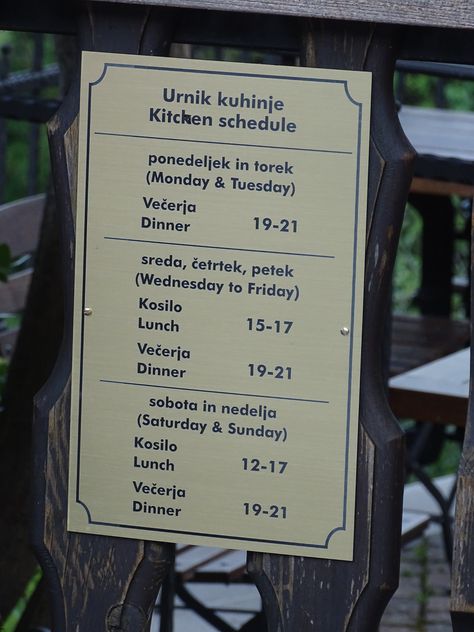 Urnik kuhinje
Kitchen schedule
ponedeljek in torek
(Monday & Tuesday)
Večerja
Dinner 19-21
sreda, četrtek, petek
(Wednesday to Friday)
Kosilo
Lunch 15-17
Večerja
Dinner 19-21
sobota in nedelja
(Saturday & Sunday)
Kosilo
Lunch 12-17
Večerja
Dinner 19-21